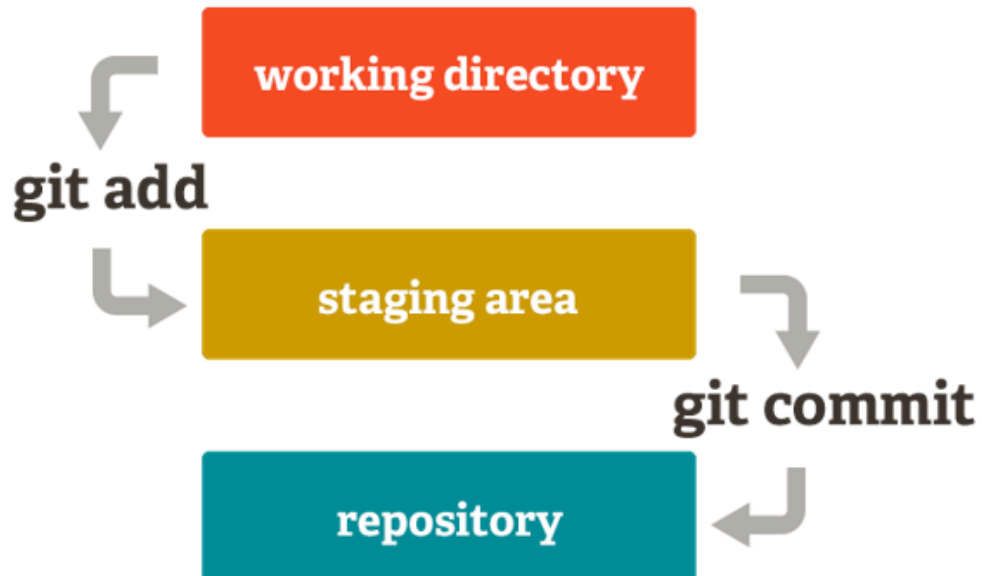 working directory
git add
staging area
git commit
repository